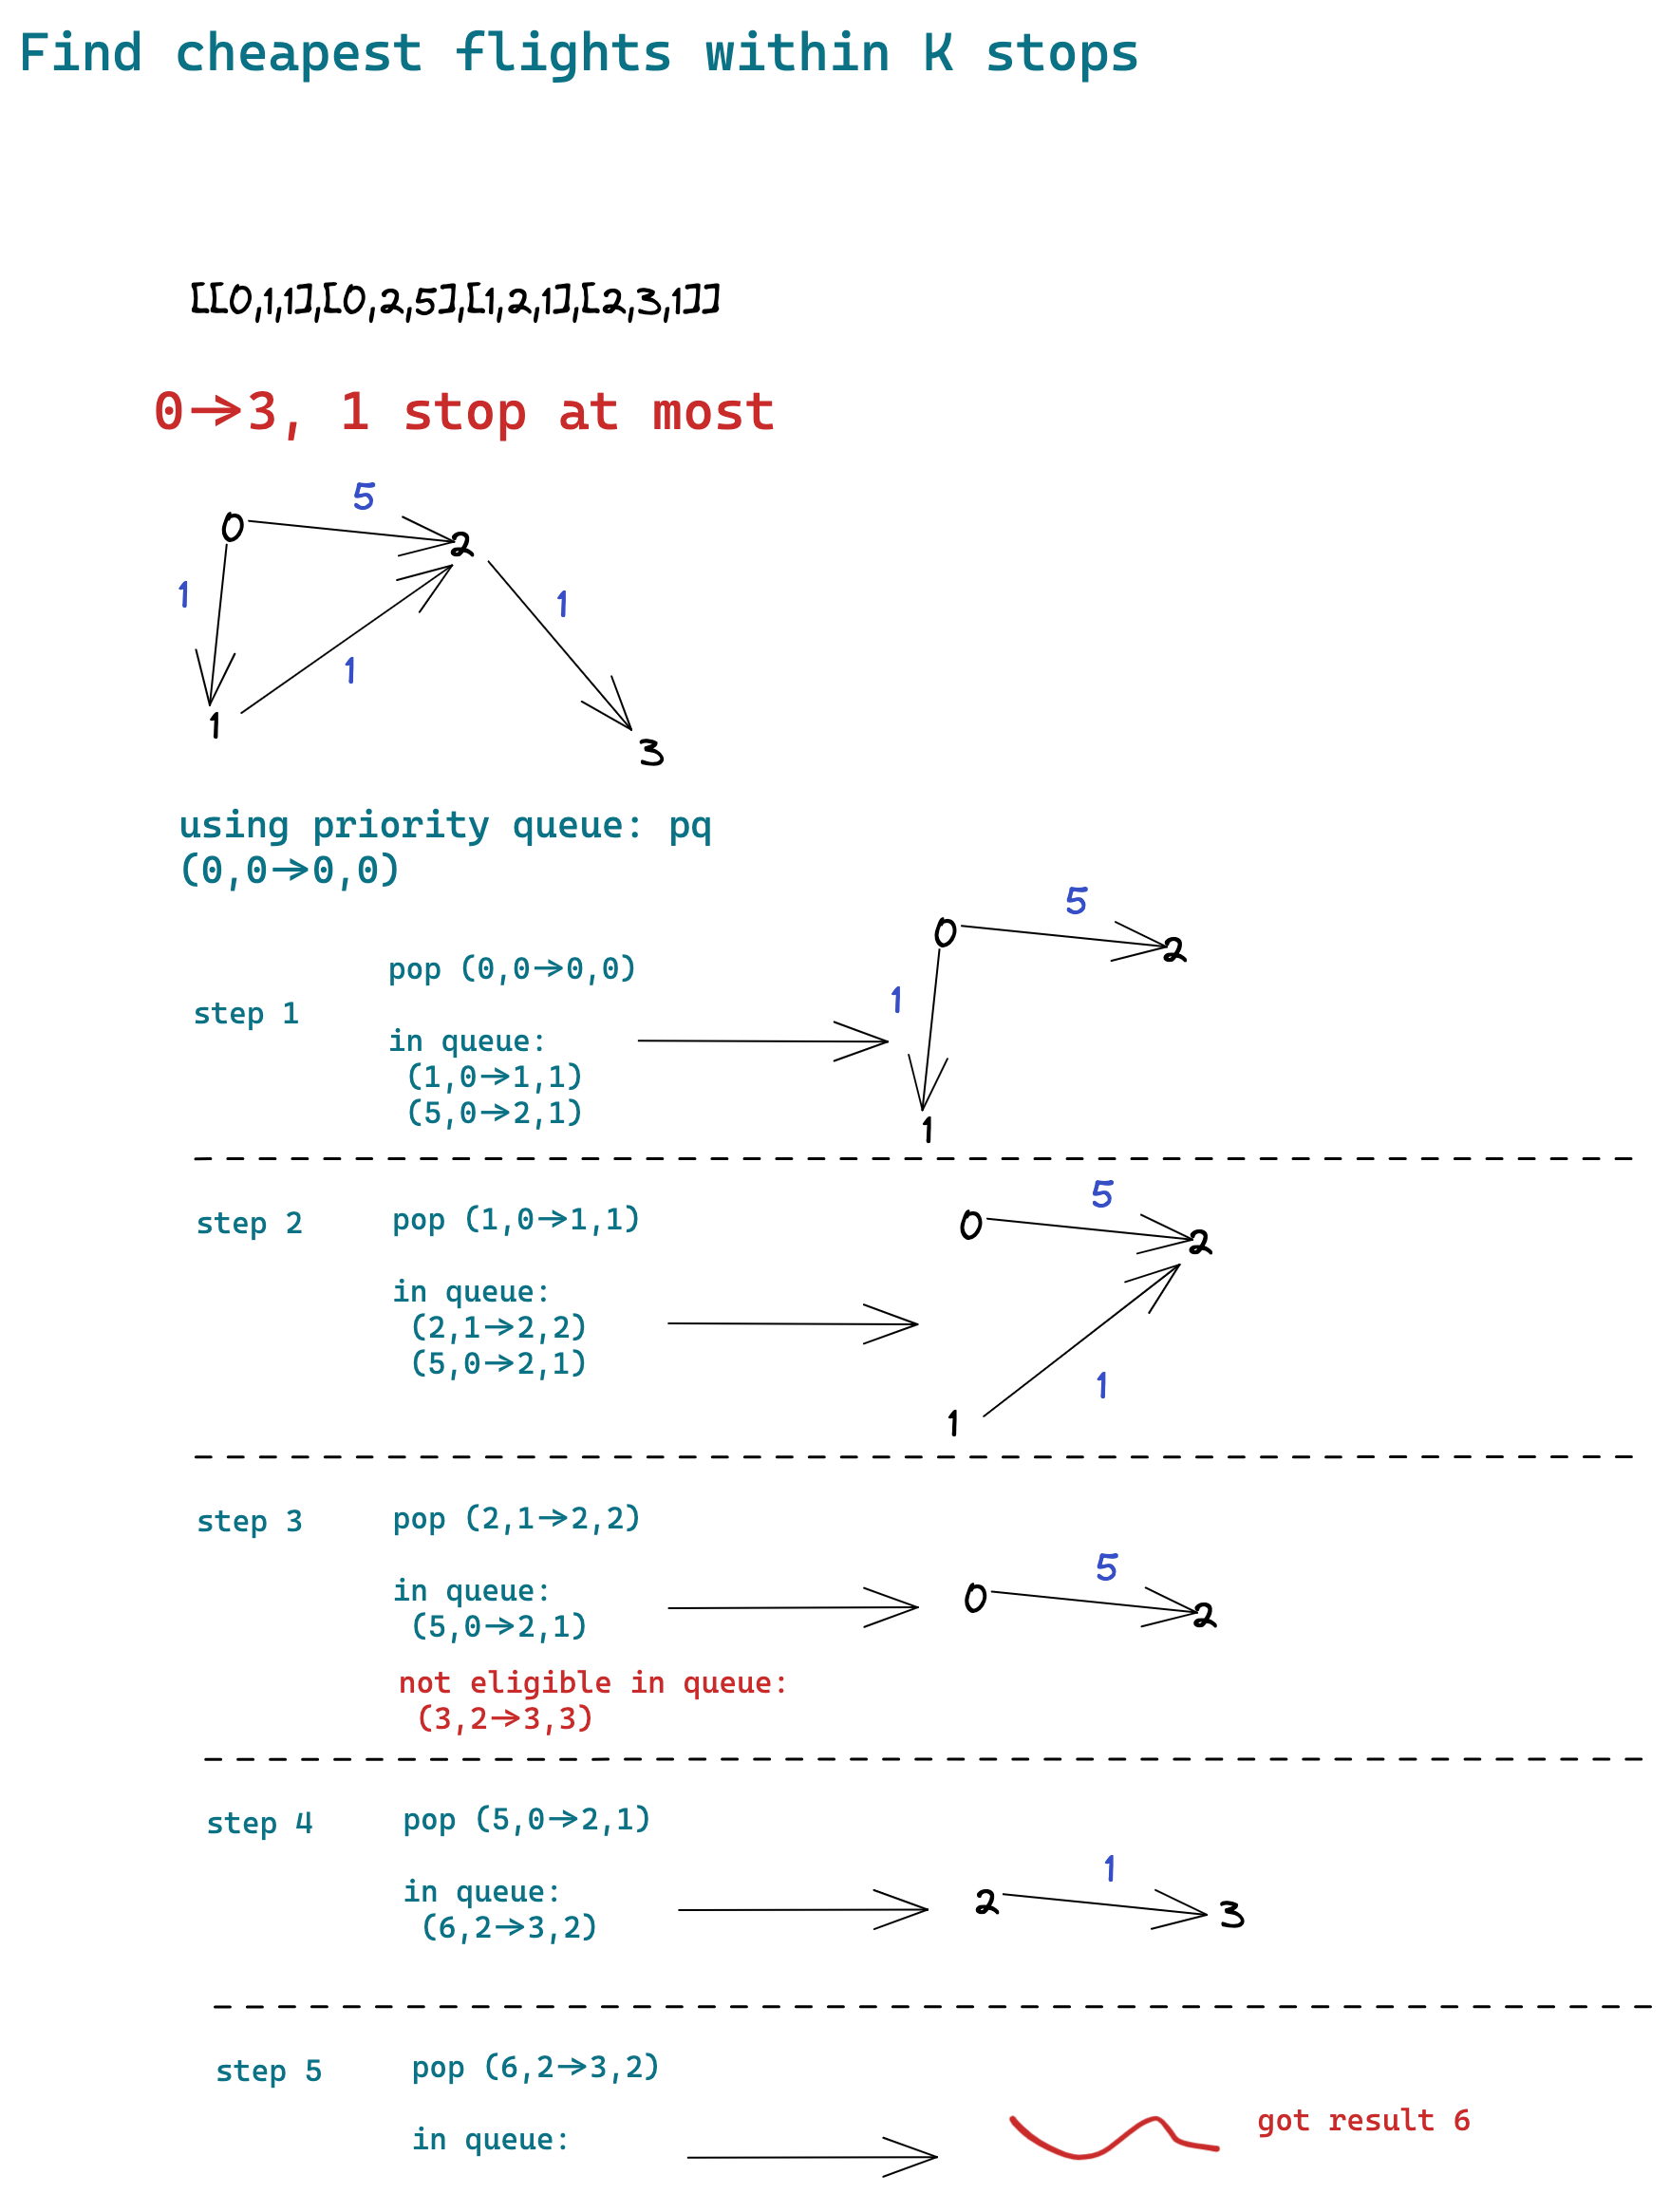 Find cheapest flights within K stops
[[0,1,1],[0,2,5],[1,2,1],[2,3,1]]
0->3, 1 stop at most
5
0
2
1
1
1
1
3
using priority queue: pq
(0,0->0,0)
5
0
2
pop (0,0->0,0)
1
step 1
in queue:
(1,0->1,1)
(5,0->2,1)
1
5
step 2
pop (1,0->1,1)
0
2
in queue:
(2,1->2,2)
(5,0->2,1)
1
1
step 3
pop (2,1->2,2)
5
in queue:
0
2
(5,0->2,1)
not eligible in queue:
(3,2->3,3)
step 4
pop (5,0->2,1)
1
in queue:
2
3
(6,2->3,2)
step 5
pop (6,2->3,2)
got result 6
in queue: